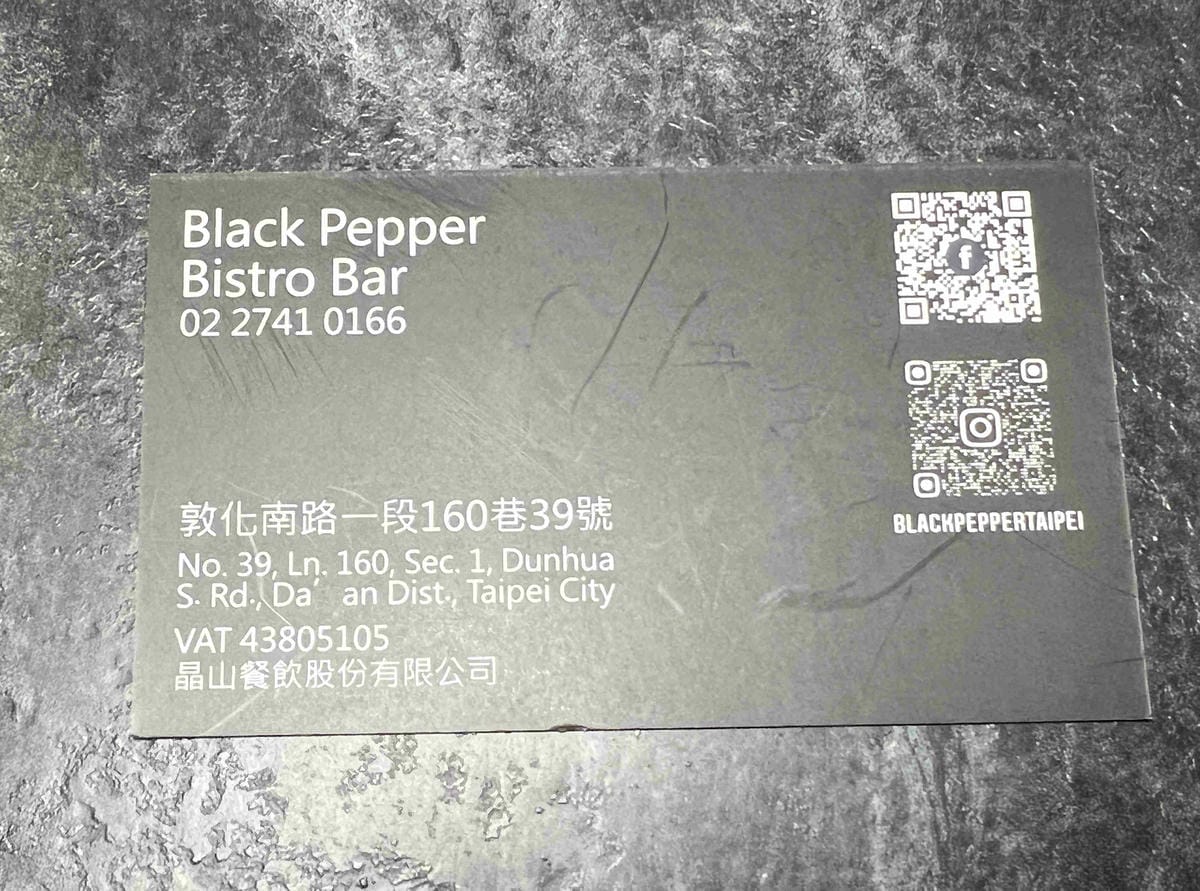 Black Pepper
Bistro Bar
02 2741 0166
敦化南路一段160巷39號
No. 39, Ln. 160, Sec. 1, Dunhua
S. Rd., Da’an Dist., Taipei City
VAT 43805105
晶山餐飲股份有限公司
f
BLACKPEPPERTAIPEI